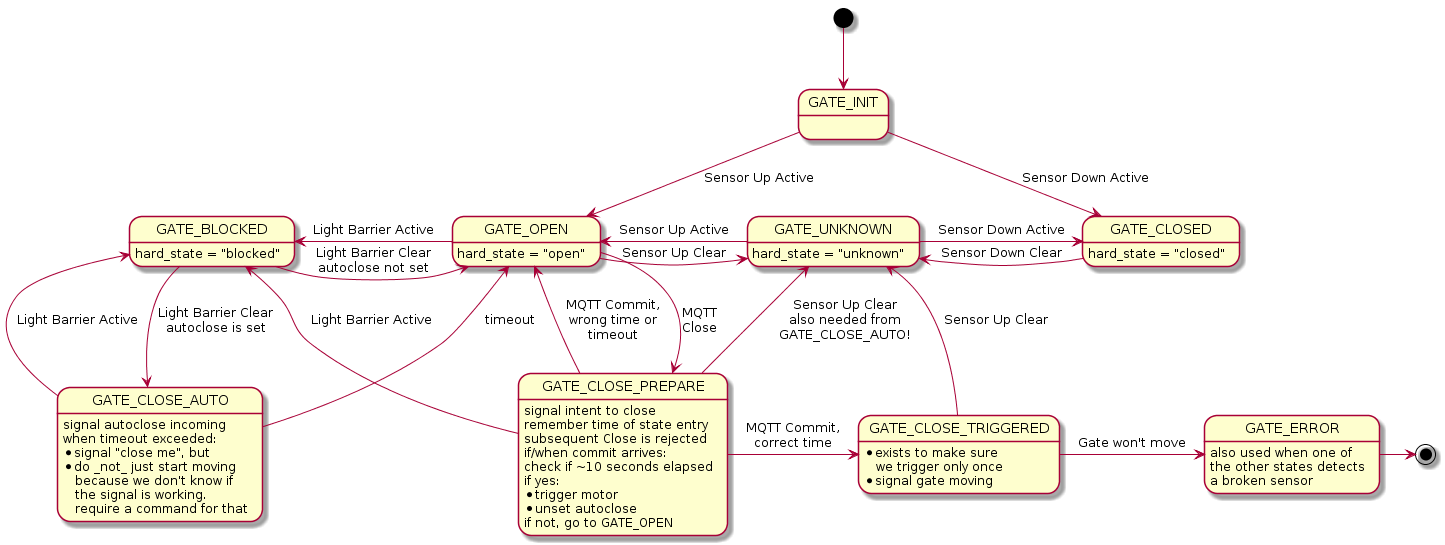 GATE_INIT
Sensor Up Active
Sensor Down Active
GATE_BLOCKED
hard_state = "blocked"
Light Barrier Active
Light Barrier Clear
autoclose not set
GATE_OPEN
hard_state = "open"
Sensor Up Active
Sensor Up Clear
GATE_UNKNOWN
hard_state = "unknown"
Sensor Down Active
Sensor Down Clear
GATE_CLOSED
hard_state = "closed"
Light Barrier Active
Light Barrier Clear
autoclose is set
Light Barrier Active
timeout
MQTT Commit,
wrong time or
timeout
MQTT
Close
Sensor Up Clear
also needed from
GATE_CLOSE_AUTO!
Sensor Up Clear
GATE_CLOSE_AUTO
signal autoclose incoming
when timeout exceeded:
• signal "close me", but
• do _not_ just start moving
because we don't know if
the signal is working.
require a command for that
GATE_CLOSE_PREPARE
signal intent to close
remember time of state entry
subsequent Close is rejected
if/when commit arrives:
check if ~10 seconds elapsed
if yes:
• trigger motor
• unset autoclose
if not, go to GATE_OPEN
MQTT Commit,
correct time
GATE_CLOSE_TRIGGERED
• exists to make sure
we trigger only once
• signal gate moving
Gate won't move
GATE_ERROR
also used when one of
the other states detects
a broken sensor